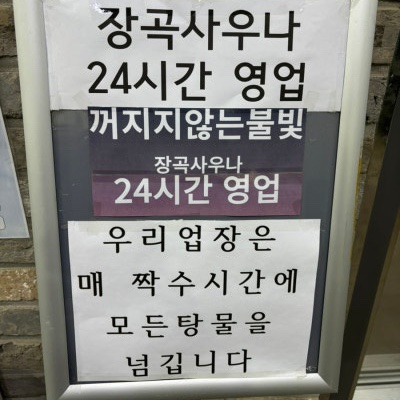 장곡사우나
24시간 영업
꺼지지않는불빛
장곡사우나
24시간 영업
우리업장은
매 짝수시간에
모든탕물을
넘깁니다